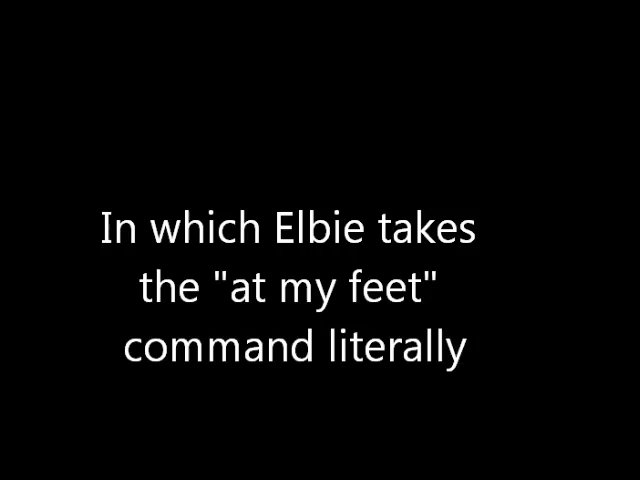 In which Elbie takes
the "at my feet"
command literally